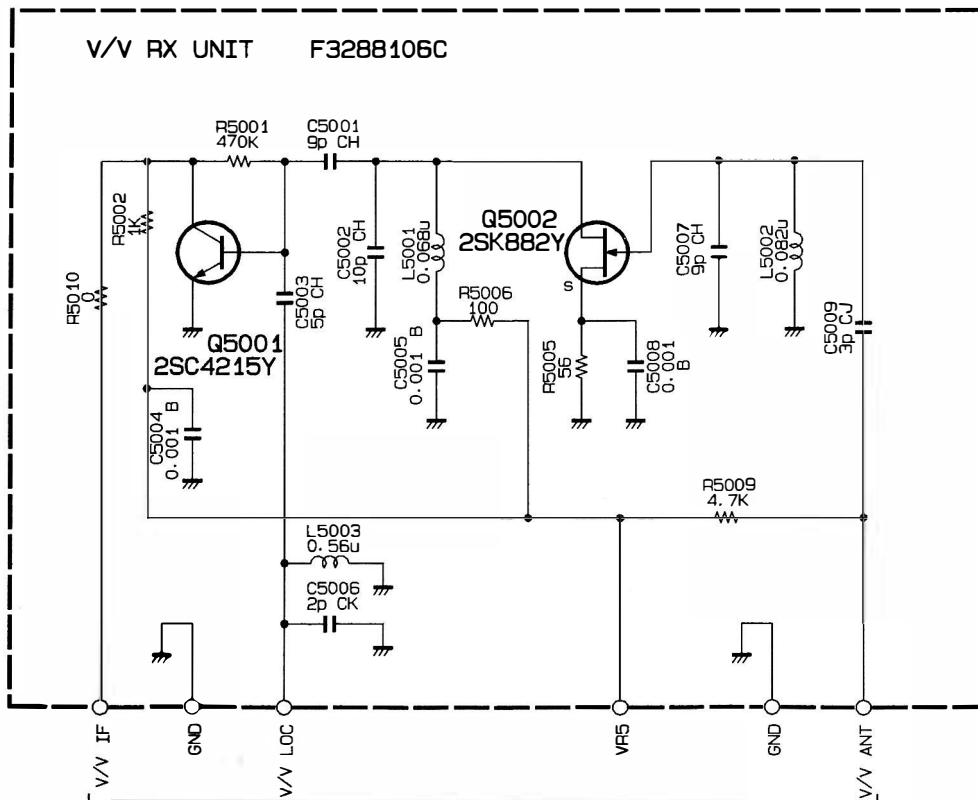 V/V RX UNIT F3288106C
R5001
470K
C5001
9p CH
R5002
1K
R5010
0
C5002
10p CH
L5001
0.068u
Q5002
2SK882Y
S
C5007
9p CH
L5002
0.082u
C5003
5p CH
R5006
100
Q5001
2SC4215Y
C5005
0.001 B
R5005
56
C5008
0.001
B
C5009
3p CJ
C5004
0.001 B
R5009
4.7K
L5003
0.56u
C5006
2p CK
V/V IF
GND
V/V LOC
VR5
GND
V/V ANT